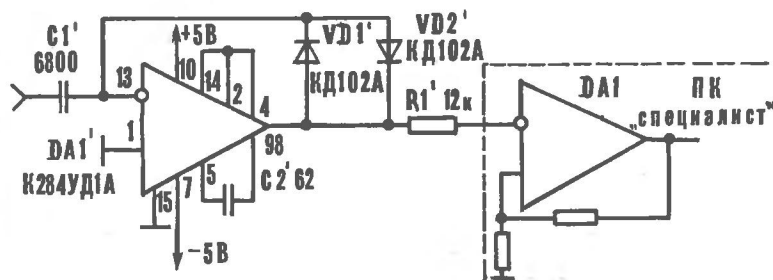 C1'
6800
13
1
DA1'
К284УД1А
+5В
10
14
2
4
98
5
7
15
C2' 62
-5В
VD1'
КД102А
VD2'
КД102А
R1' 12к
DA1
ПК
"специалист"